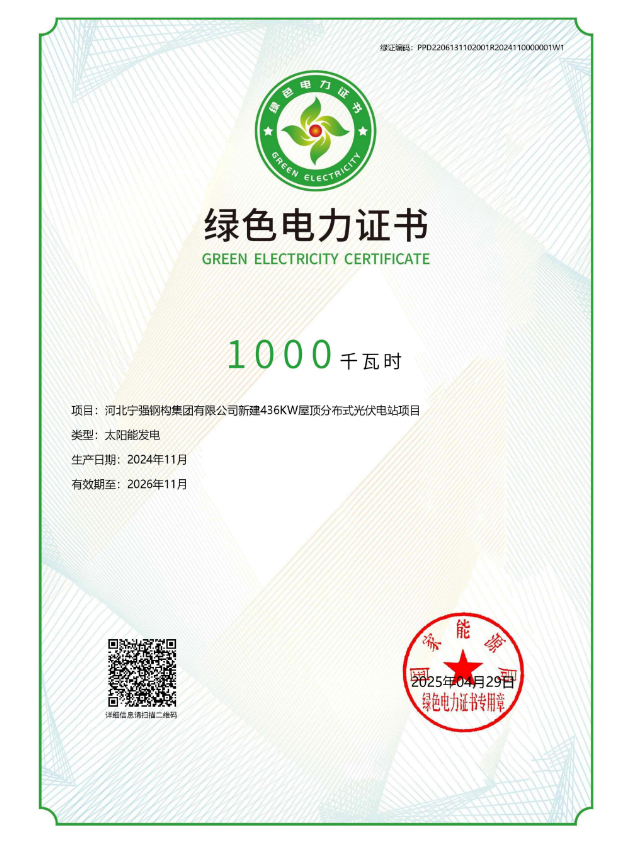 绿证编码：PPD2206131102001R2024110000001W1
绿色电力证书
GREEN ELECTRICITY
绿色电力证书
GREEN ELECTRICITY CERTIFICATE
1000千瓦时
项目：河北宁强钢构集团有限公司新建436KW屋顶分布式光伏电站项目
类型：太阳能发电
生产日期：2024年11月
有效期至：2026年11月
国家能源局
2025年04月29日
绿色电力证书专用章
详细信息请扫描二维码